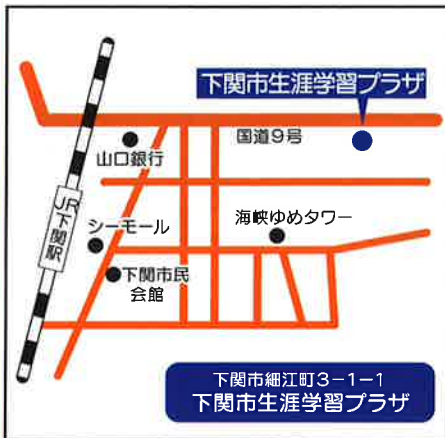 下関市生涯学習プラザ
国道9号
山口銀行
JR
下関駅
シーモール
海峡ゆめタワー
下関市民
会館
下関市細江町3-1-1
下関市生涯学習プラザ